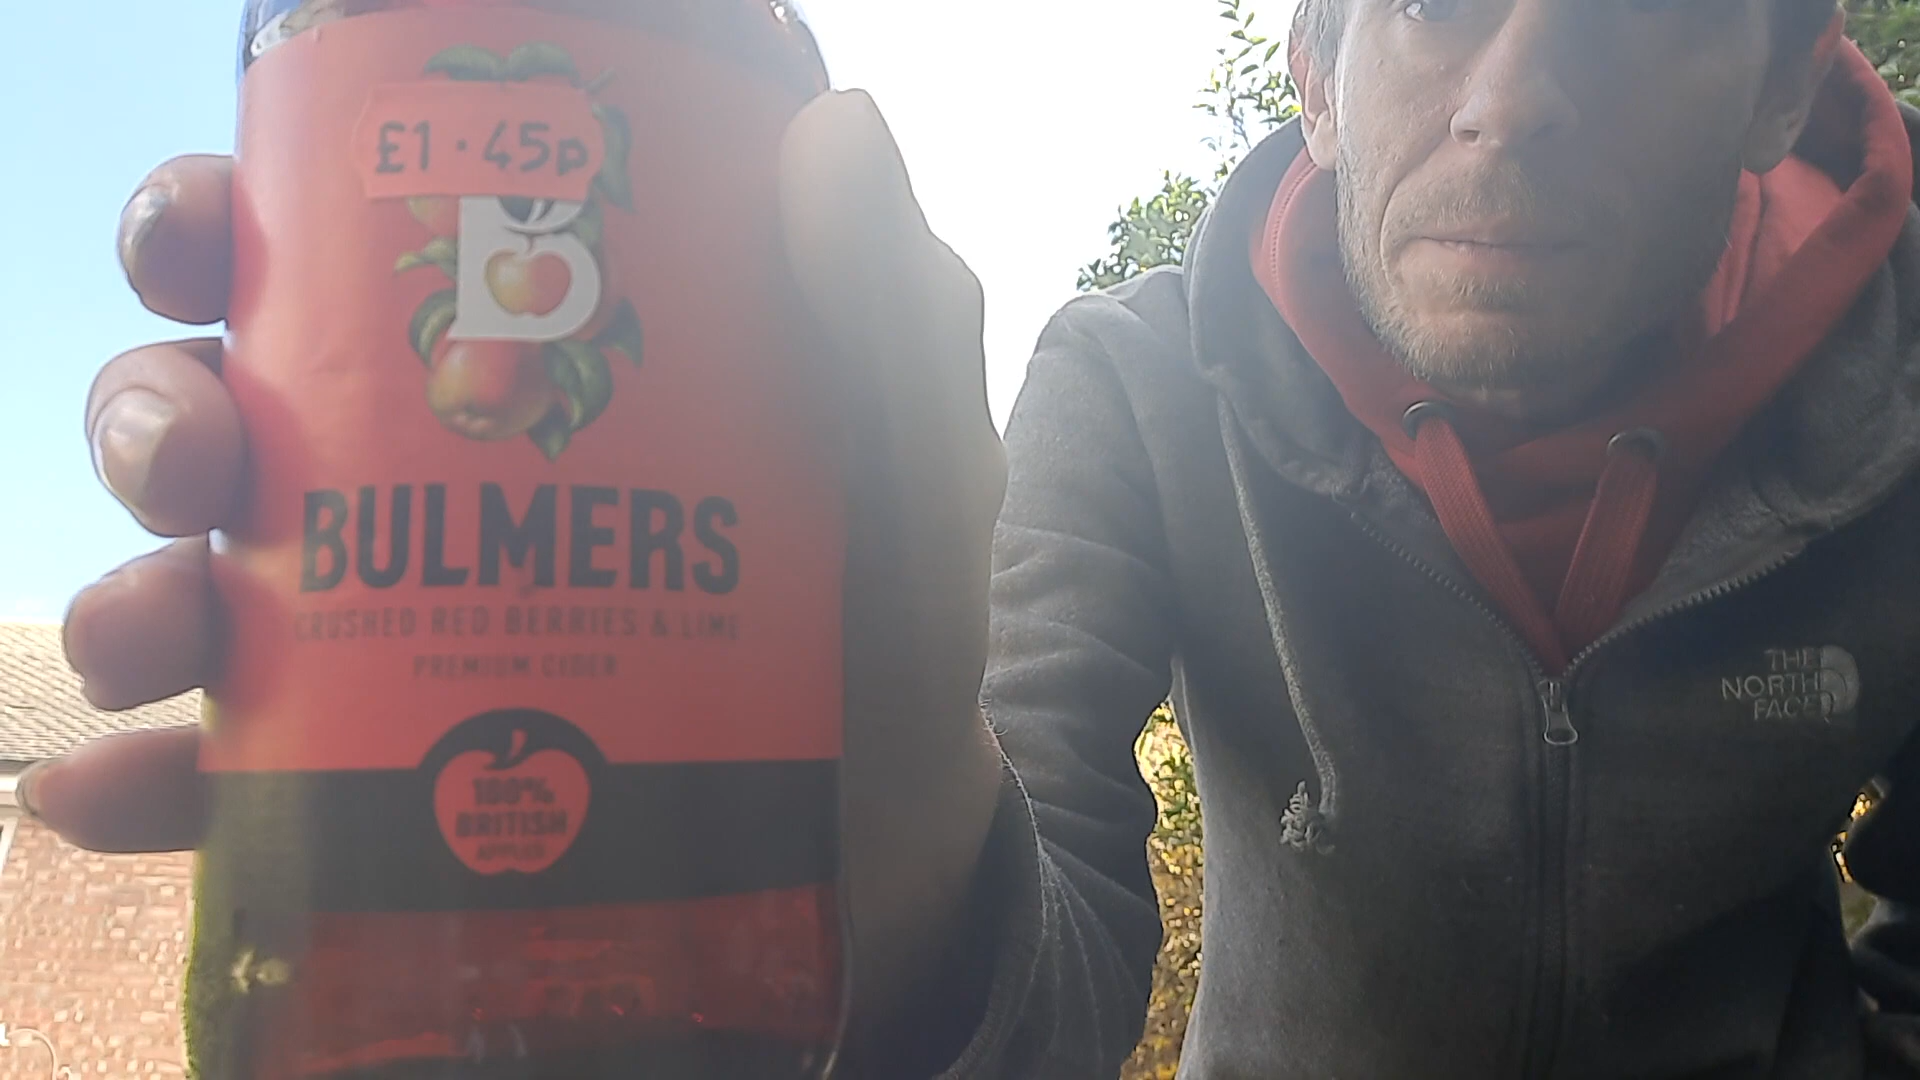 £1.45p
B
BULMERS
CRUSHED RED BERRIES & LIME
PREMIUM CIDER
100%
BRITISH
APPLES
THE
NORTH
FACE